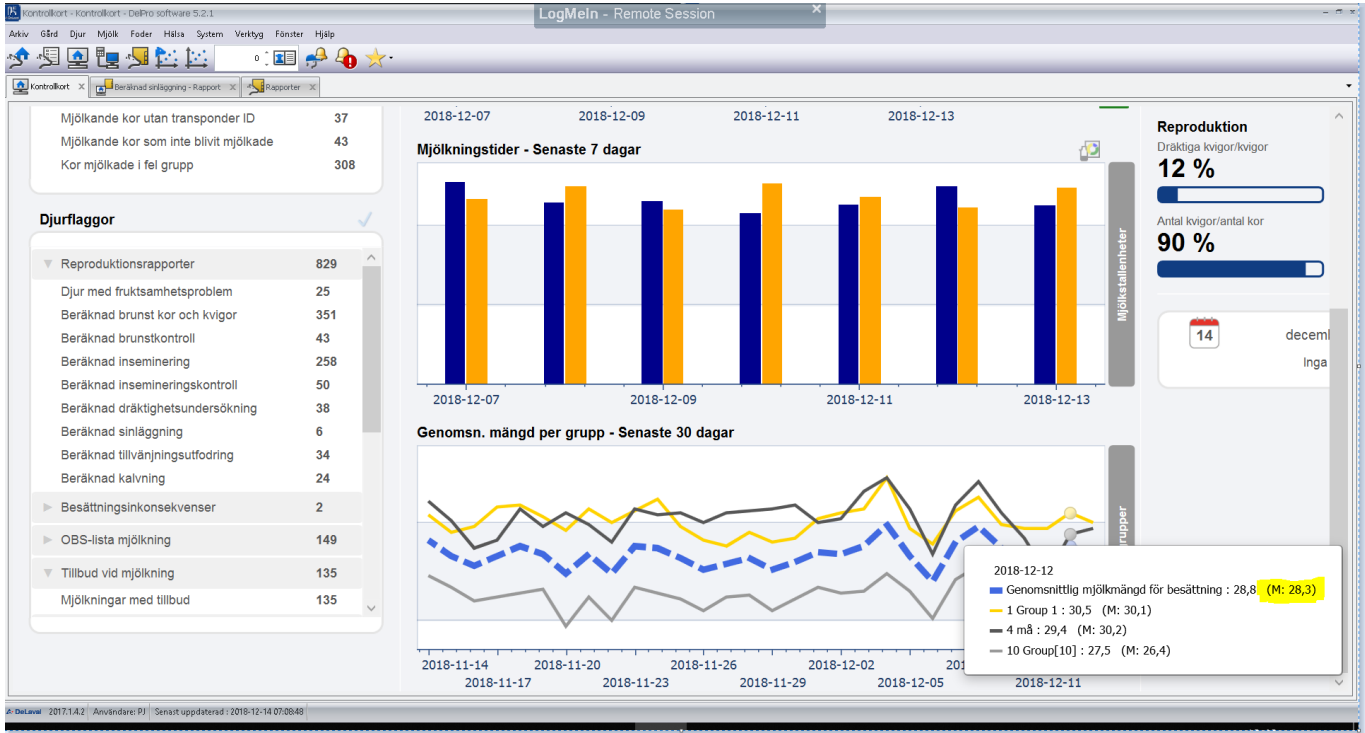 Kontrollkort - Kontrollkort - DelPro software 5.2.1
LogMeIn - Remote Session
Arkiv Gård Djur Mjölk Foder Hälsa System Verktyg Fönster Hjälp
0
Kontrollkort X Beräknad sinläggning - Rapport X Rapporter X
Mjölkande kor utan transponder ID 37
Mjölkande kor som inte blivit mjölkade 43
Kor mjölkade i fel grupp 308
Djurflaggor
Reproduktionsrapporter 829
Djur med fruktsamhetsproblem 25
Beräknad brunst kor och kvigor 351
Beräknad brunstkontroll 43
Beräknad inseminering 258
Beräknad insemineringskontroll 50
Beräknad dräktighetsundersökning 38
Beräknad sinläggning 6
Beräknad tillvänjningsutfodring 34
Beräknad kalvning 24
Besättningsinkonsekvenser 2
OBS-lista mjölkning 149
Tillbud vid mjölkning 135
Mjölkningar med tillbud 135
2018-12-07 2018-12-09 2018-12-11 2018-12-13
Mjölkningstider - Senaste 7 dagar
Mjölkstallenheter
2018-12-07 2018-12-09 2018-12-11 2018-12-13
Genomsn. mängd per grupp - Senaste 30 dagar
rupper
2018-12-12
Genomsnittlig mjölkmängd för besättning : 28,8 (M: 28,3)
1 Group 1 : 30,5 (M: 30,1)
4 må : 29,4 (M: 30,2)
10 Group[10] : 27,5 (M: 26,4)
2018-11-14 2018-11-20 2018-11-26 2018-12-02 201
2018-11-17 2018-11-23 2018-11-29 2018-12-05 2018-12-11
Reproduktion
Dräktiga kvigor/kvigor
12 %
Antal kvigor/antal kor
90 %
14 deceml
Inga
DeLaval 2017.1.4.2 Användare: PJ Senast uppdaterad : 2018-12-14 07:08:48